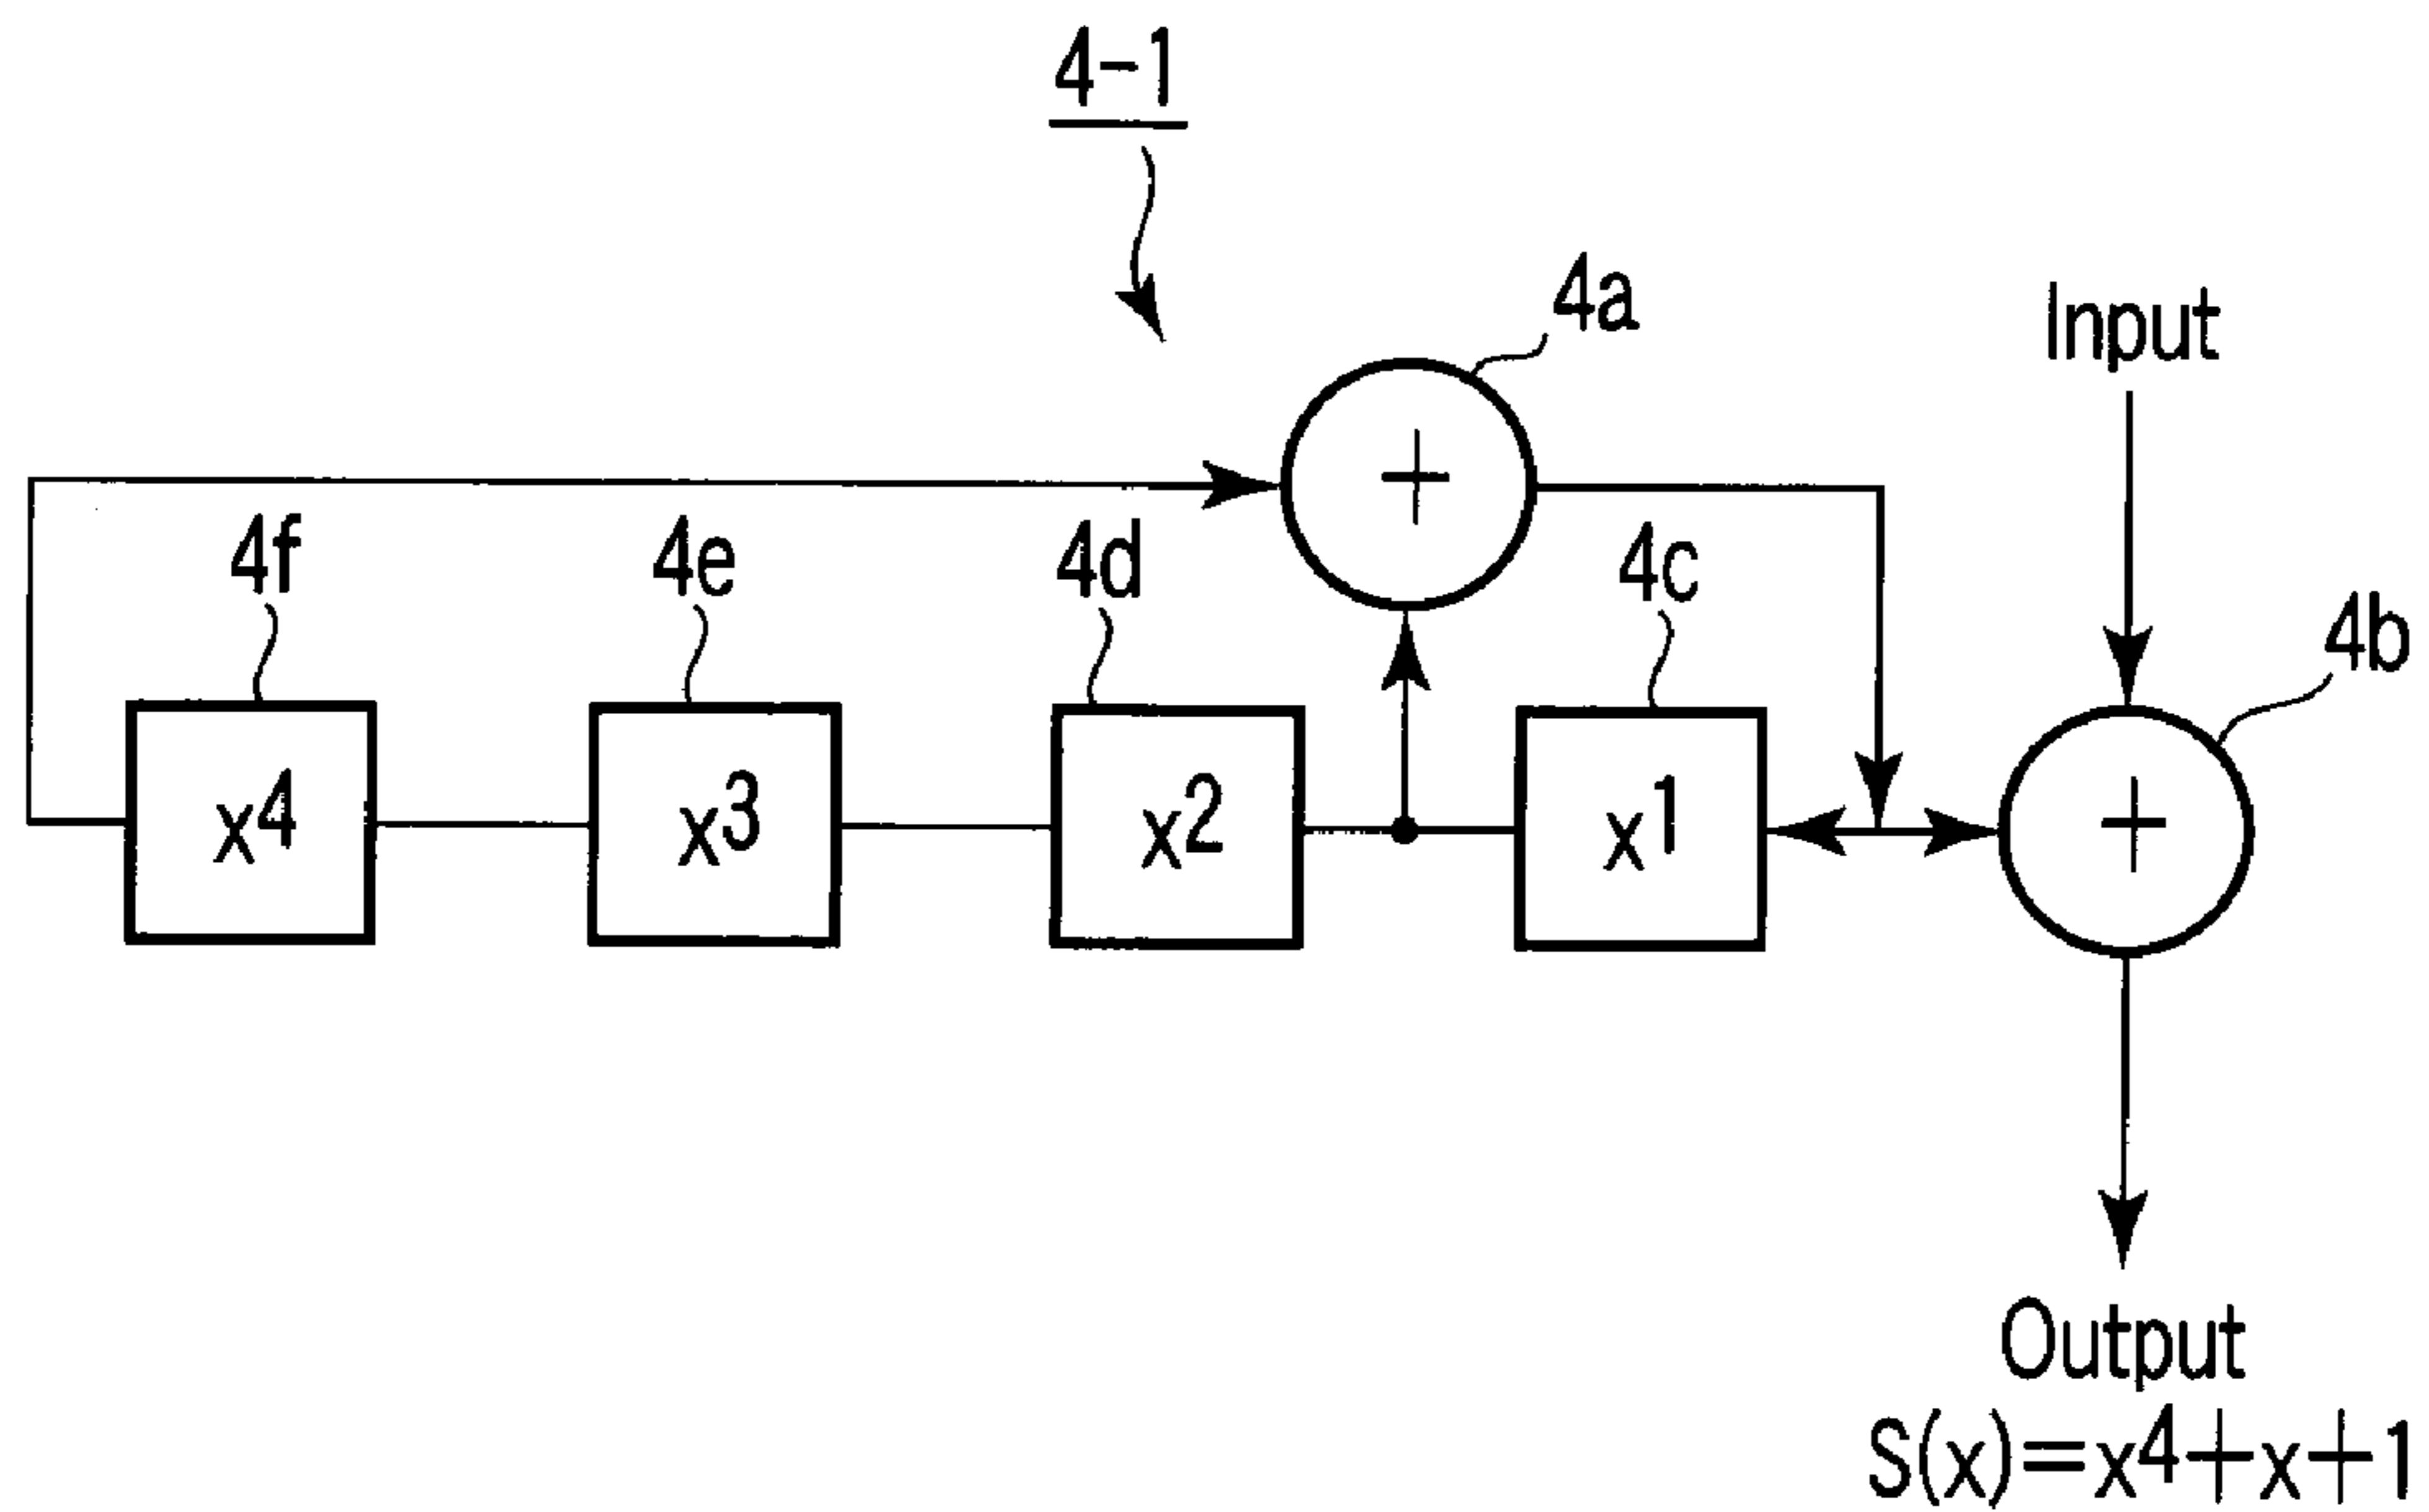 4-1
4a
Input
4f
4e
4d
4c
4b
+
x4
x3
x2
x1
+
Output
S(x)=x4+x+1